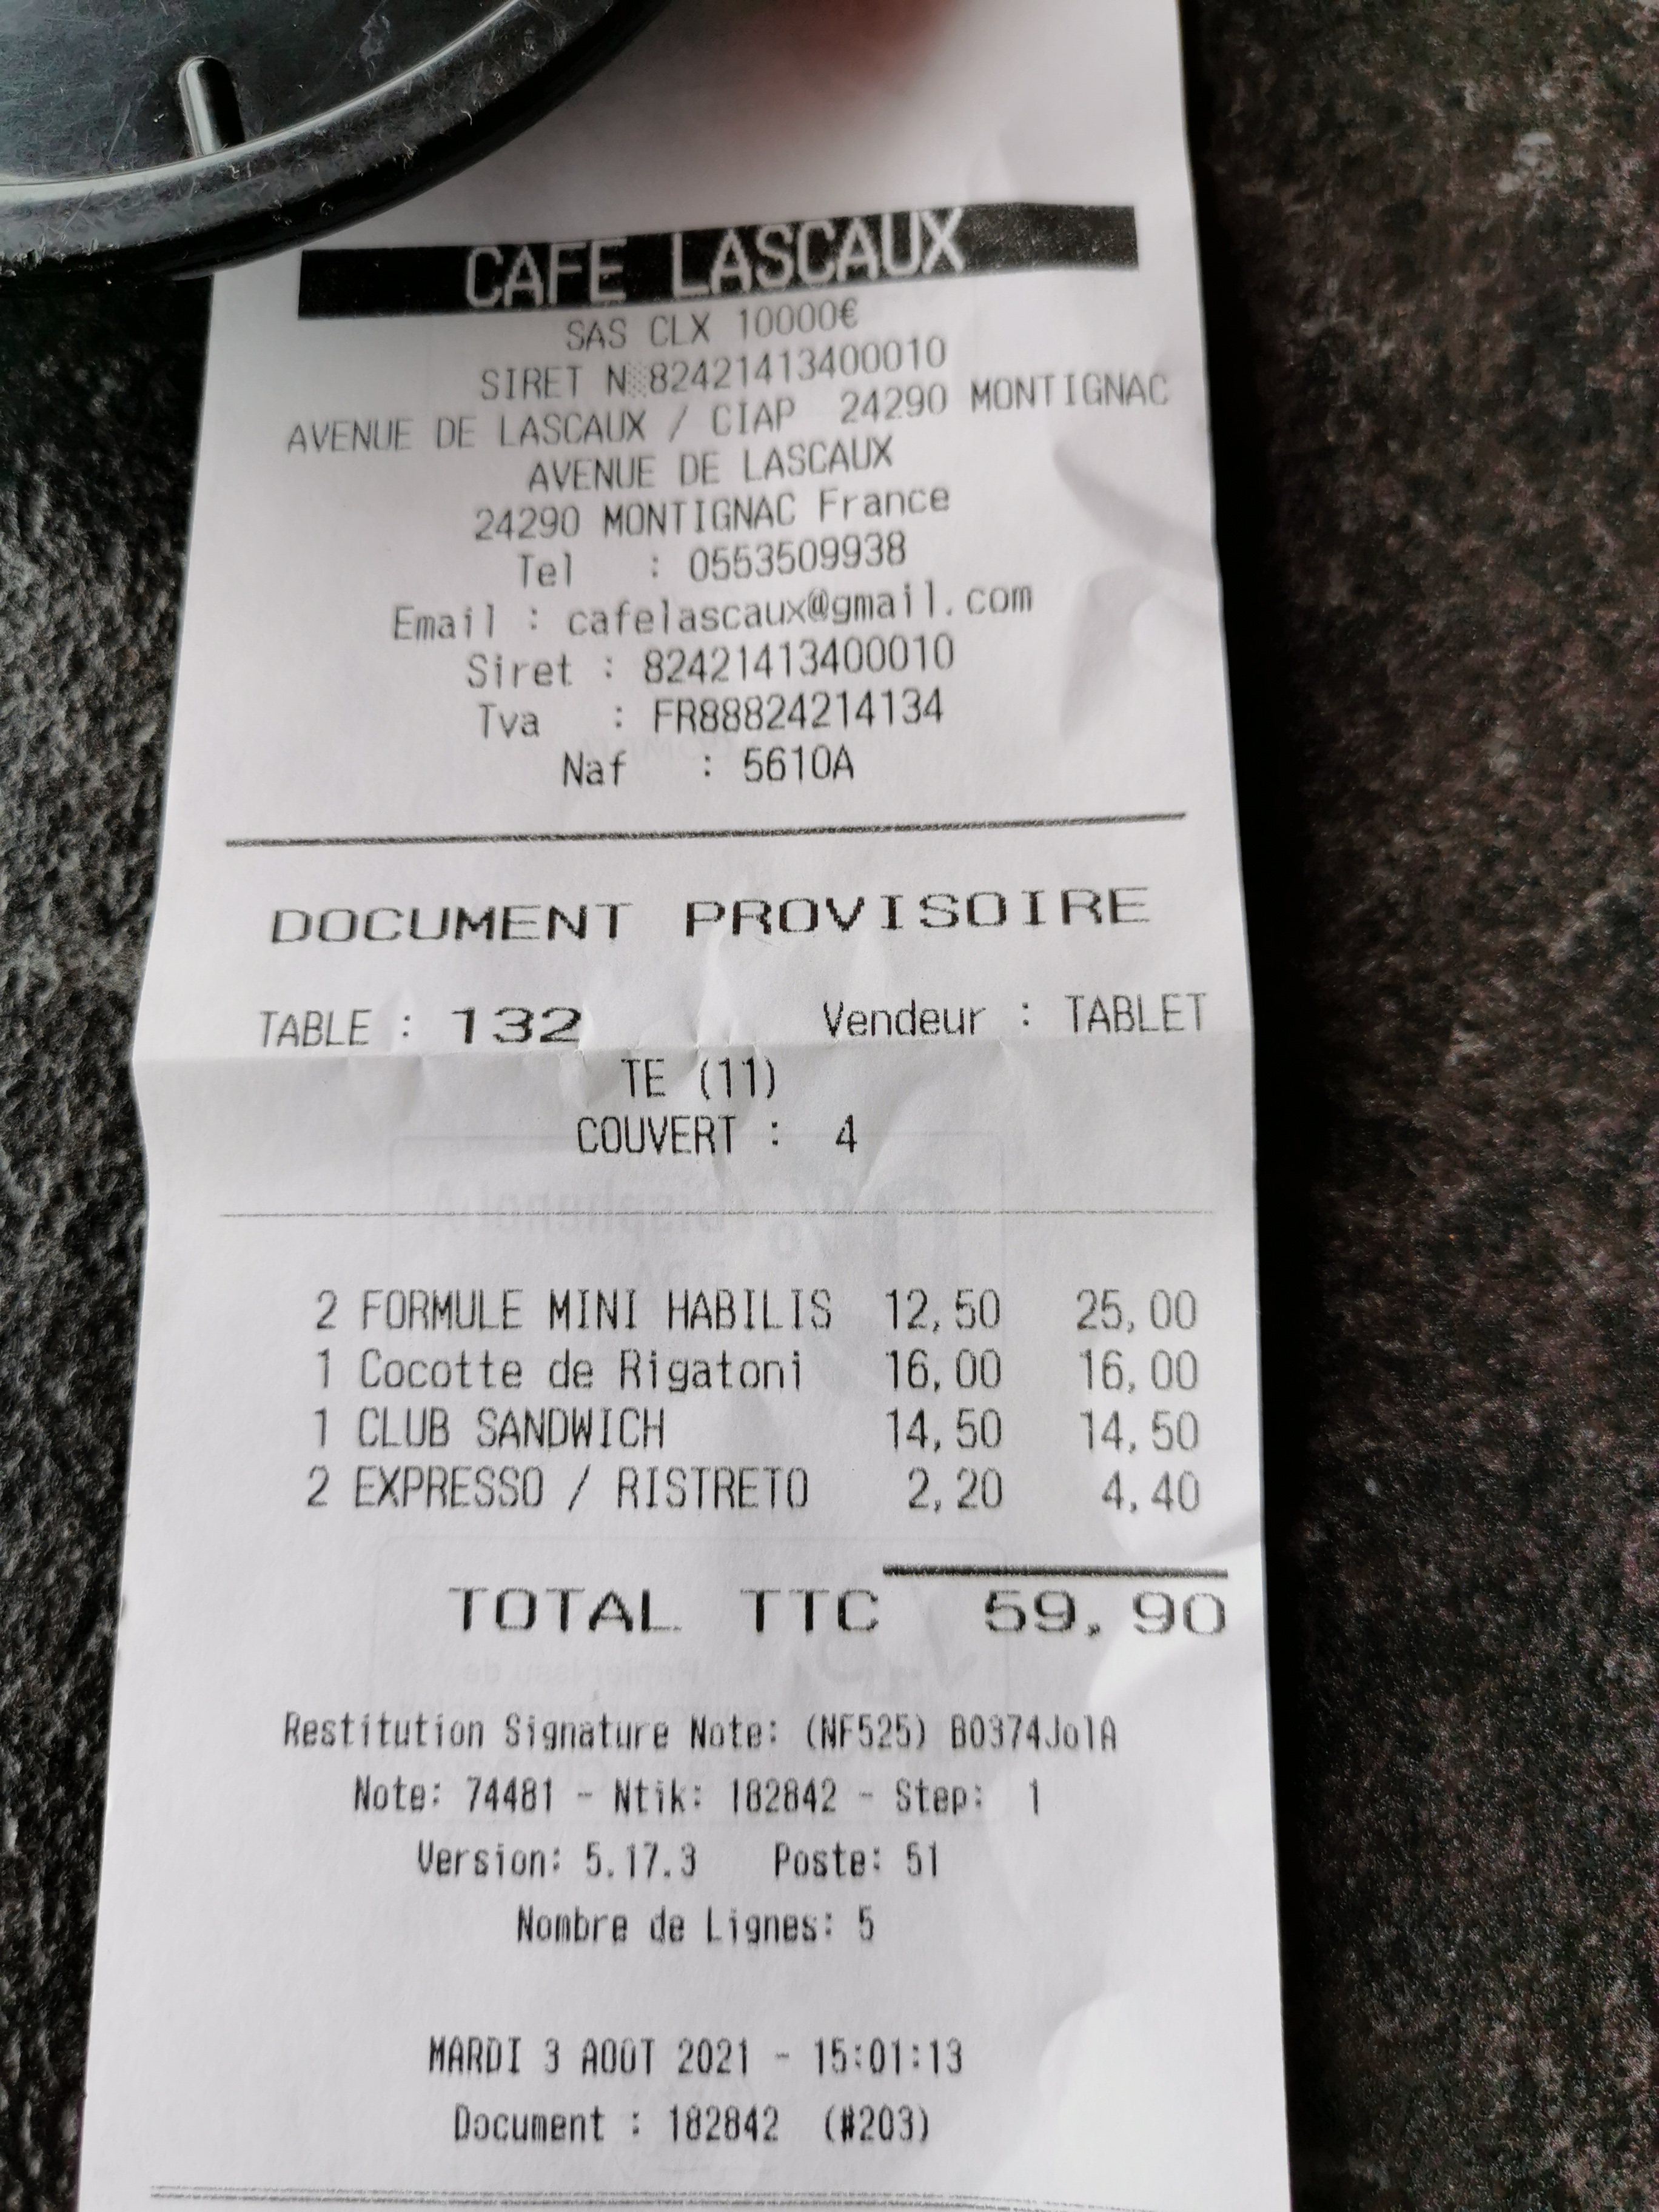 CAFE LASCAUX
SAS CLX 10000€
SIRET N 82421413400010
AVENUE DE LASCAUX / CIAP 24290 MONTIGNAC
AVENUE DE LASCAUX
24290 MONTIGNAC France
Tel : 0553509938
Email : cafelascaux@gmail.com
Siret : 82421413400010
Tva : FR88824214134
Naf : 5610A
DOCUMENT PROVISOIRE
TABLE : 132 Vendeur : TABLET
TE (11)
COUVERT : 4
2 FORMULE MINI HABILIS 12,50 25,00
1 Cocotte de Rigatoni 16,00 16,00
1 CLUB SANDWICH 14,50 14,50
2 EXPRESSO / RISTRETO 2,20 4,40
TOTAL TTC 59,90
Restitution Signature Note: (NF525) B0374JolA
Note: 74481 - Ntik: 182842 - Step: 1
Version: 5.17.3 Poste: 51
Nombre de Lignes: 5
MARDI 3 AOÛT 2021 - 15:01:13
Document : 182842 (#203)